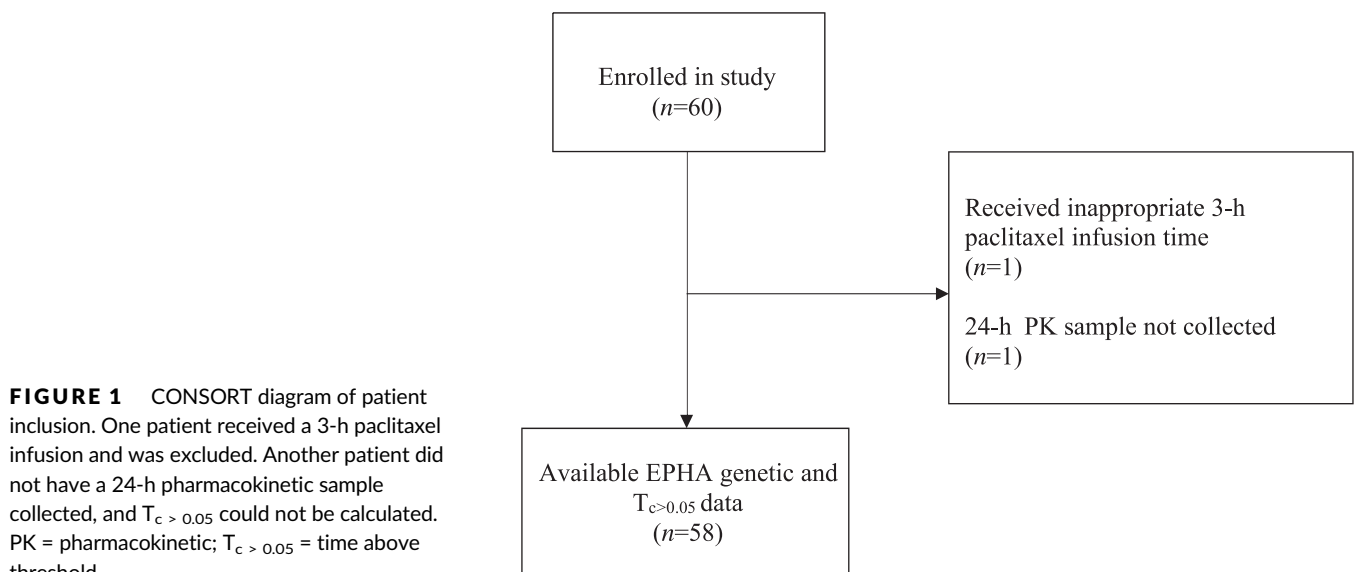 Enrolled in study
(n=60)
Received inappropriate 3-h
paclitaxel infusion time
(n=1)
24-h PK sample not collected
(n=1)
Available EPHA genetic and
Tc>0.05 data
(n=58)
FIGURE 1 CONSORT diagram of patient
inclusion. One patient received a 3-h paclitaxel
infusion and was excluded. Another patient did
not have a 24-h pharmacokinetic sample
collected, and Tc > 0.05 could not be calculated.
PK = pharmacokinetic; Tc > 0.05 = time above
threshold